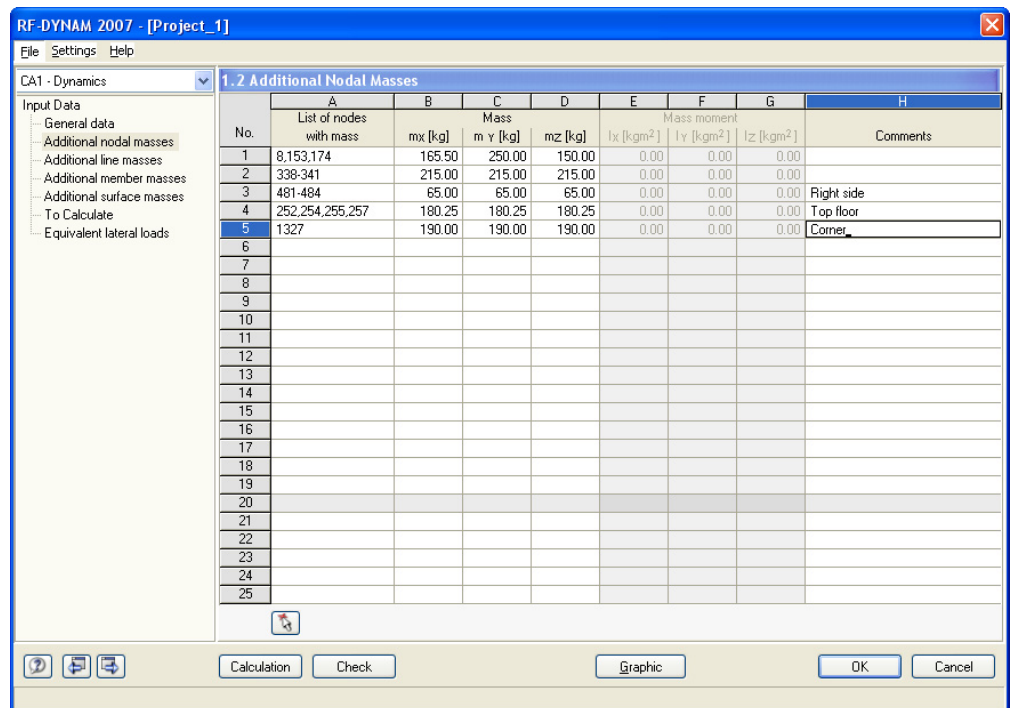 RF-DYNAM 2007 - [Project_1]
File Settings Help
CA1 - Dynamics
1.2 Additional Nodal Masses
Input Data
General data
Additional nodal masses
Additional line masses
Additional member masses
Additional surface masses
To Calculate
Equivalent lateral loads
A B C D E F G H
List of nodes Mass Mass moment
No. with mass mX [kg] m Y [kg] mZ [kg] IX [kgm²] I Y [kgm²] IZ [kgm²] Comments
1 8,153,174 165.50 250.00 150.00 0.00 0.00 0.00
2 338-341 215.00 215.00 215.00 0.00 0.00 0.00
3 481-484 65.00 65.00 65.00 0.00 0.00 0.00 Right side
4 252,254,255,257 180.25 180.25 180.25 0.00 0.00 0.00 Top floor
5 1327 190.00 190.00 190.00 0.00 0.00 0.00 Corner_
6
7
8
9
10
11
12
13
14
15
16
17
18
19
20
21
22
23
24
25
Calculation Check Graphic OK Cancel